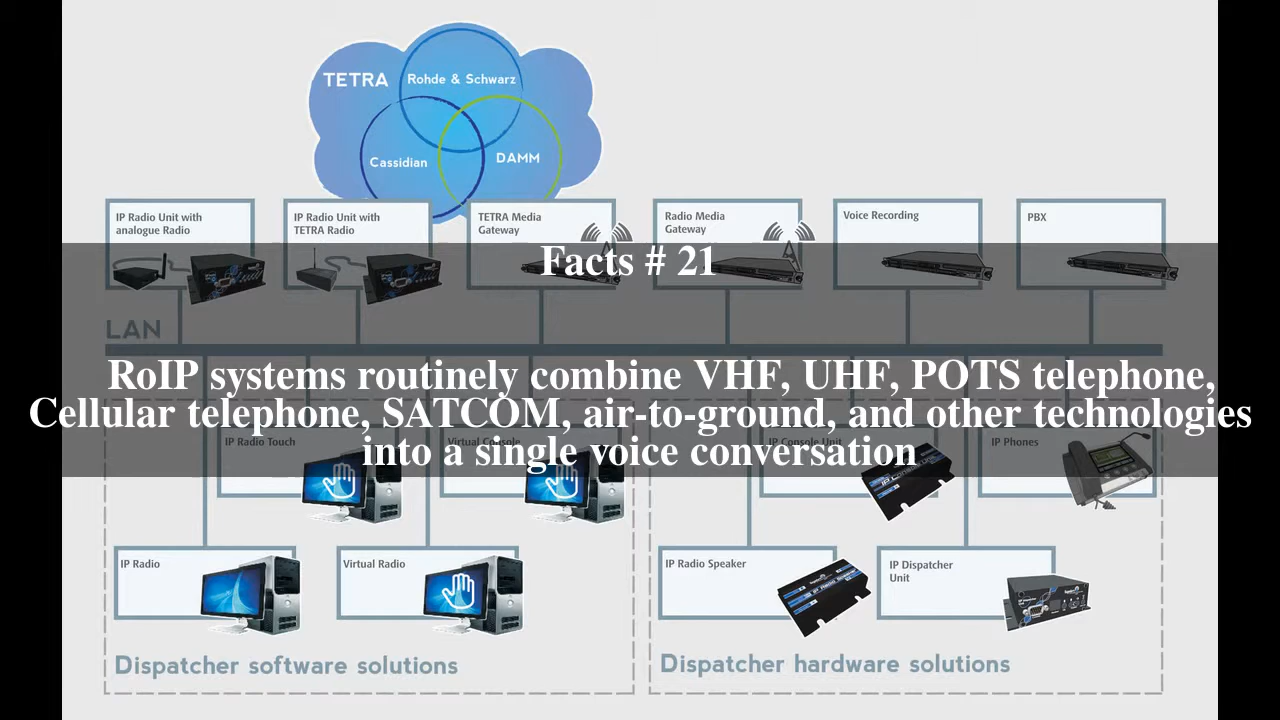 TETRA
Rohde & Schwarz
Cassidian
DAMM
IP Radio Unit with
analogue Radio
IP Radio Unit with
TETRA Radio
TETRA Media
Gateway
Radio Media
Gateway
Voice Recording
PBX
Facts # 21
LAN
RoIP systems routinely combine VHF, UHF, POTS telephone,
Cellular telephone, SATCOM, air-to-ground, and other technologies
into a single voice conversation
IP Radio Touch
Virtual Console
IP Console Unit
IP Phones
IP Radio
Virtual Radio
IP Radio Speaker
IP Dispatcher
Unit
Dispatcher software solutions
Dispatcher hardware solutions